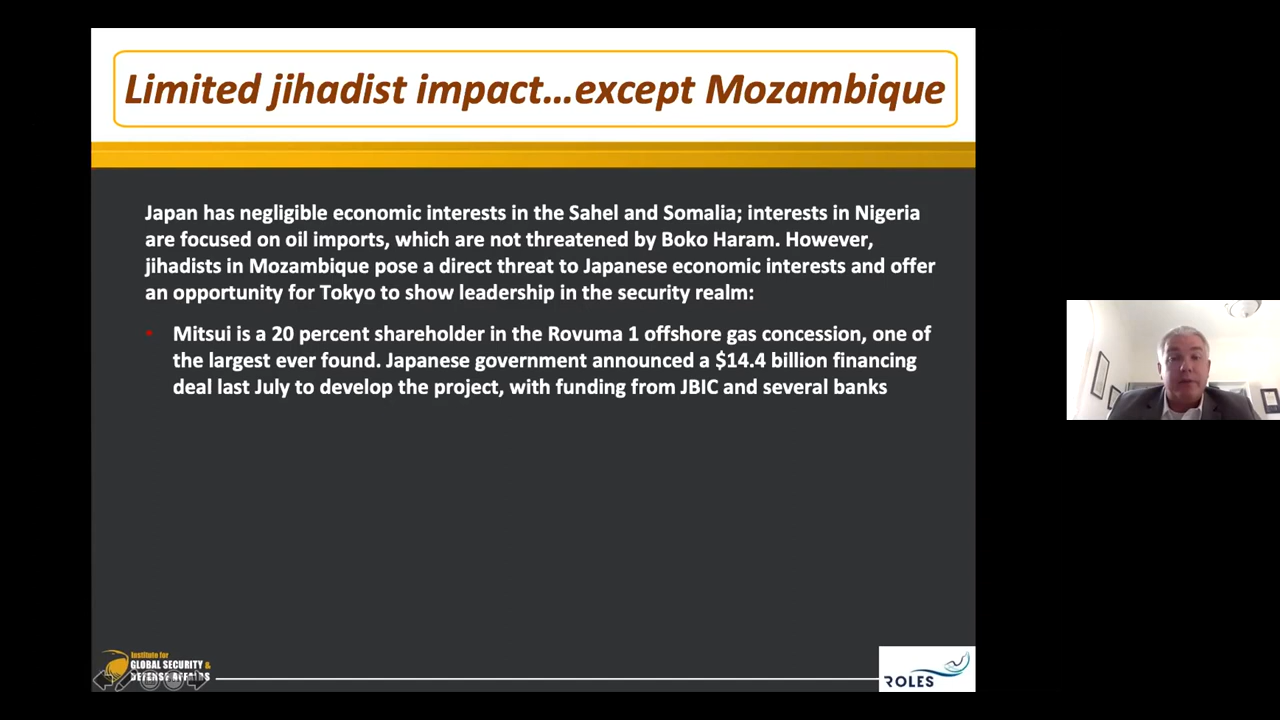 Limited jihadist impact...except Mozambique
Japan has negligible economic interests in the Sahel and Somalia; interests in Nigeria
are focused on oil imports, which are not threatened by Boko Haram. However,
jihadists in Mozambique pose a direct threat to Japanese economic interests and offer
an opportunity for Tokyo to show leadership in the security realm:
• Mitsui is a 20 percent shareholder in the Rovuma 1 offshore gas concession, one of
the largest ever found. Japanese government announced a $14.4 billion financing
deal last July to develop the project, with funding from JBIC and several banks
Institute for
GLOBAL SECURITY &
DEFENSE AFFAIRS
ROLES